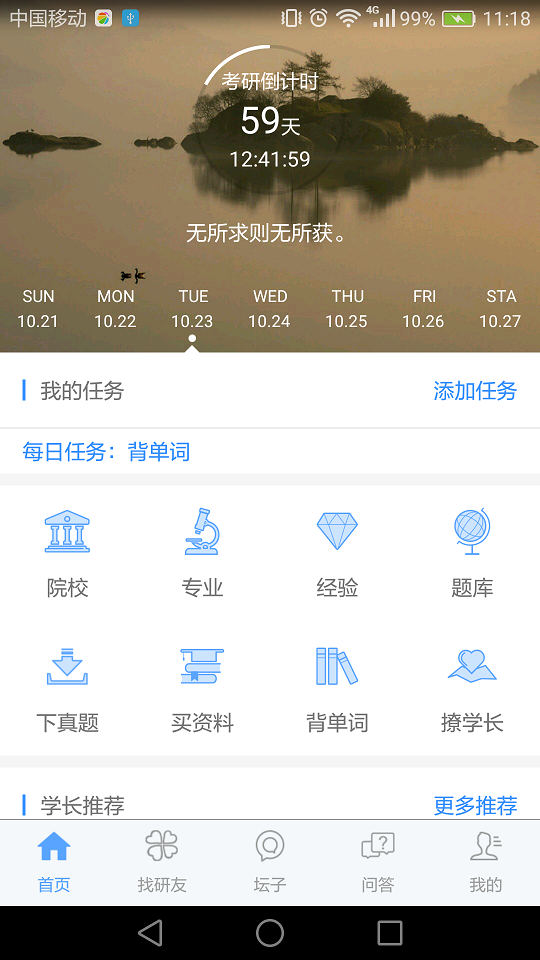 中国移动 4G 99% 11:18
考研倒计时
59天
12:41:59
无所求则无所获。
SUN MON TUE WED THU FRI STA
10.21 10.22 10.23 10.24 10.25 10.26 10.27
我的任务 添加任务
每日任务：背单词
院校 专业 经验 题库
下真题 买资料 背单词 撩学长
学长推荐 更多推荐
首页 找研友 坛子 问答 我的